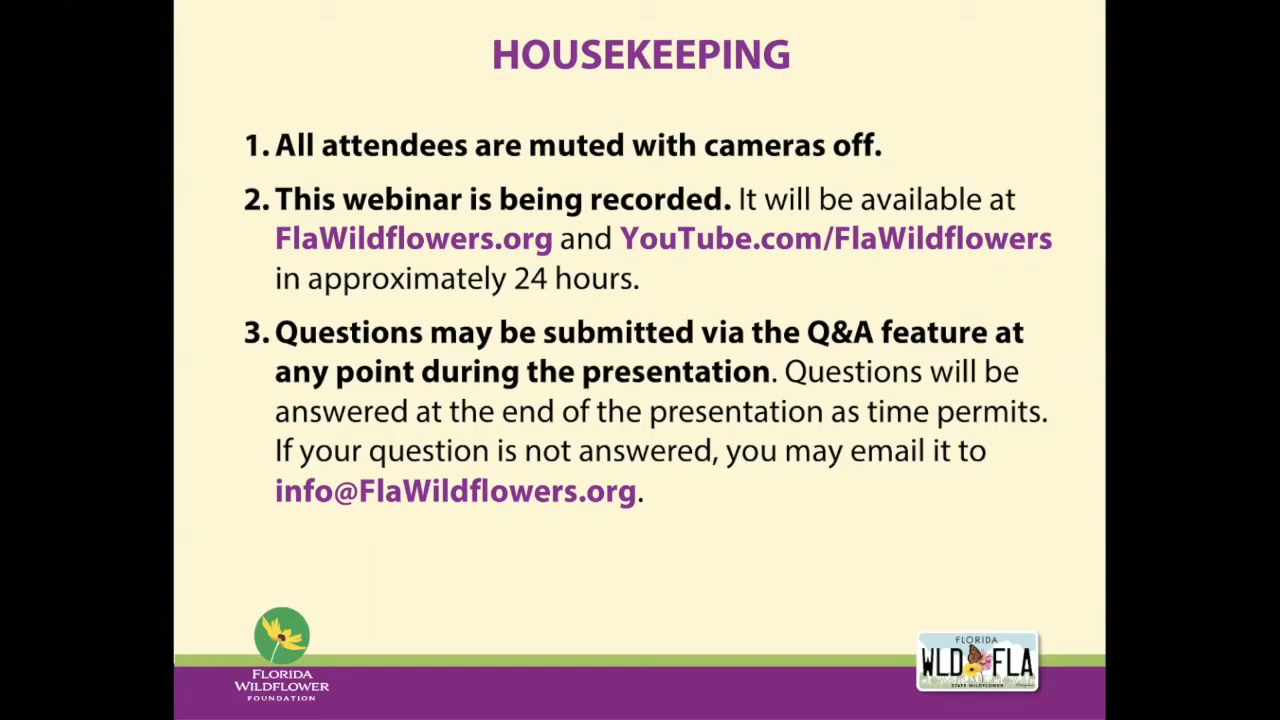 HOUSEKEEPING
1. All attendees are muted with cameras off.
2. This webinar is being recorded. It will be available at
FlaWildflowers.org and YouTube.com/FlaWildflowers
in approximately 24 hours.
3. Questions may be submitted via the Q&A feature at
any point during the presentation. Questions will be
answered at the end of the presentation as time permits.
If your question is not answered, you may email it to
info@FlaWildflowers.org.
FLORIDA
WILDFLOWER
FOUNDATION
FLORIDA
WLD FLA
STATE WILDFLOWER